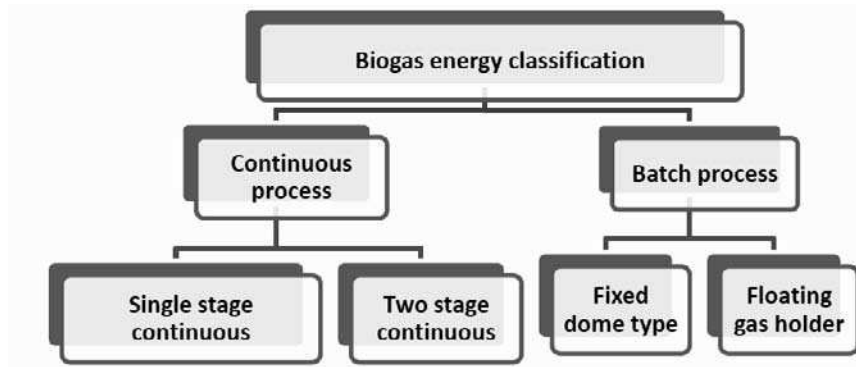 Biogas energy classification
Continuous
process
Batch process
Single stage
continuous
Two stage
continuous
Fixed
dome type
Floating
gas holder